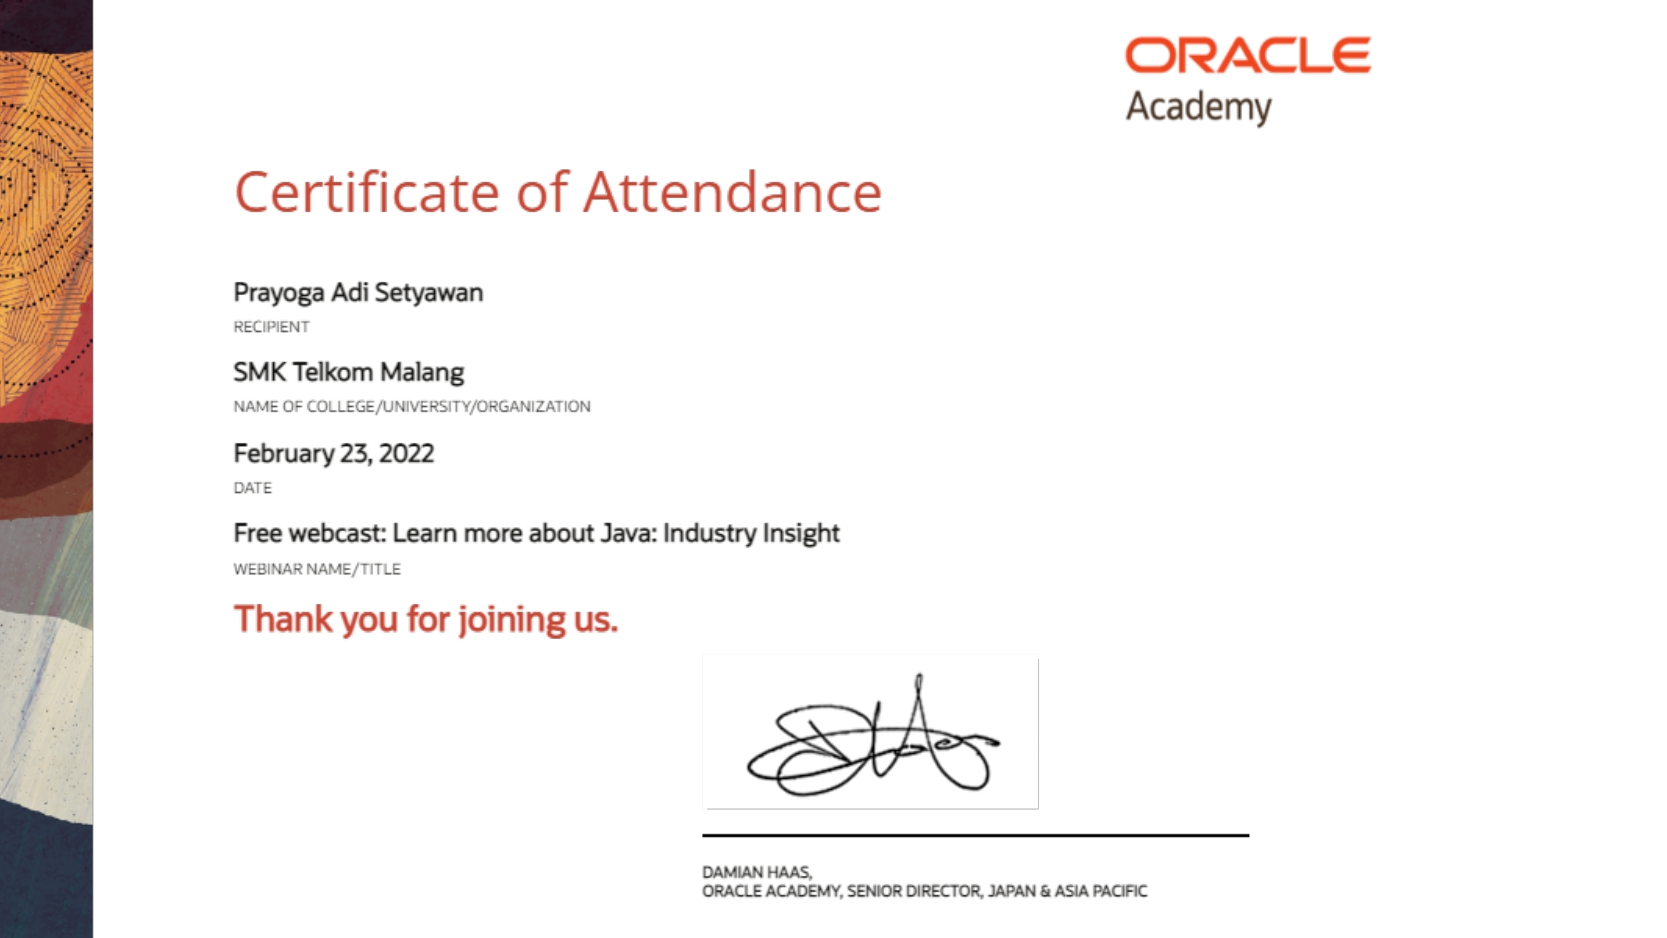 ORACLE
Academy
Certificate of Attendance
Prayoga Adi Setyawan
RECIPIENT
SMK Telkom Malang
NAME OF COLLEGE/UNIVERSITY/ORGANIZATION
February 23, 2022
DATE
Free webcast: Learn more about Java: Industry Insight
WEBINAR NAME/TITLE
Thank you for joining us.
DAMIAN HAAS,
ORACLE ACADEMY, SENIOR DIRECTOR, JAPAN & ASIA PACIFIC